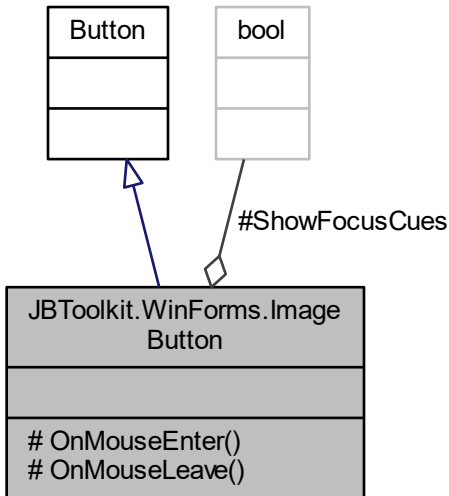 Button
bool
#ShowFocusCues
JBToolkit.WinForms.Image
Button
# OnMouseEnter()
# OnMouseLeave()